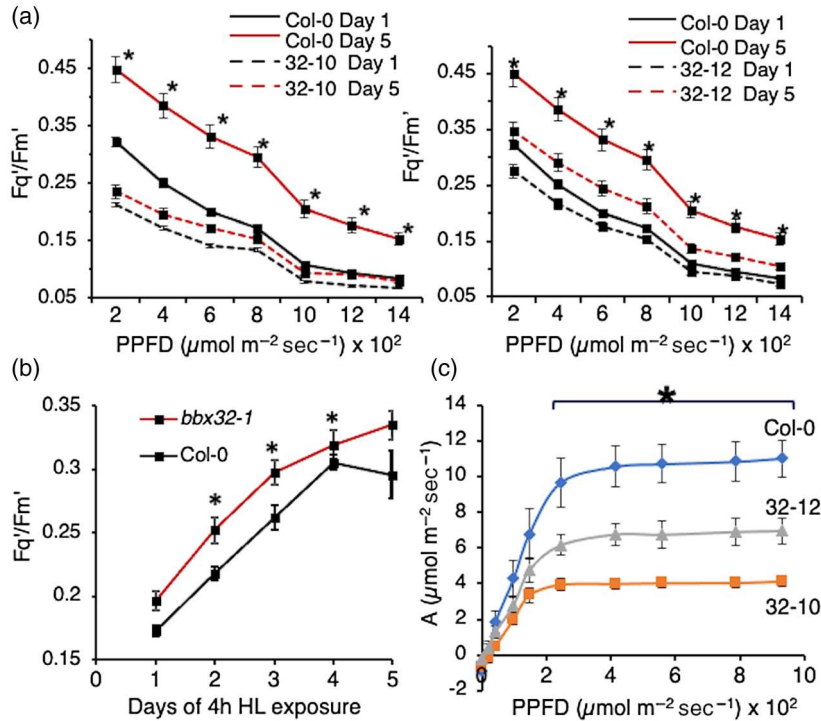 (a)
Col-0 Day 1
Col-0 Day 5
32-10 Day 1
32-10 Day 5
0.45
0.35
0.25
0.15
0.05
Fq'/Fm'
* * * * * * *
2 4 6 8 10 12 14
PPFD (µmol m⁻² sec⁻¹) x 10²
Col-0 Day 1
Col-0 Day 5
32-12 Day 1
32-12 Day 5
0.45
0.35
0.25
0.15
0.05
Fq'/Fm'
* * * * * * *
2 4 6 8 10 12 14
PPFD (µmol m⁻² sec⁻¹) x 10²
(b)
bbx32-1
Col-0
0.35
0.3
0.25
0.2
0.15
Fq'/Fm'
* * *
0 1 2 3 4 5
Days of 4h HL exposure
(c)
*
14
12
10
8
6
4
2
0
-2
A (µmol m⁻² sec⁻¹)
Col-0
32-12
32-10
0 2 4 6 8 10
PPFD (µmol m⁻² sec⁻¹) x 10²